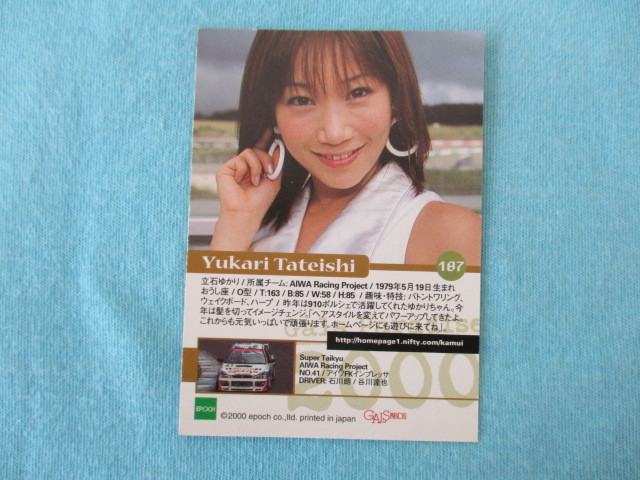 Yukari Tateishi
187
立石ゆかり / 所属チーム: AIWA Racing Project / 1979年5月19日生まれ
おうし座 / O型 / T:163 / B:85 / W:58 / H:85 / 趣味・特技: バトントワリング、
ウェイクボード、ハープ / 昨年は910ポルシェで活躍してくれたゆかりちゃん。今
年は髪を切ってイメージチェンジ。「ヘアスタイルを変えてパワーアップしてきたよ。
これからも元気いっぱいで頑張ります。ホームページにも遊びに来てね」。
http://homepage1.nifty.com/kamui
2000
Super Taikyu
AIWA Racing Project
NO.41 / アイワFKインプレッサ
DRIVER: 石川朗 / 谷川達也
EPOCH
©2000 epoch co.,ltd. printed in japan
GALS